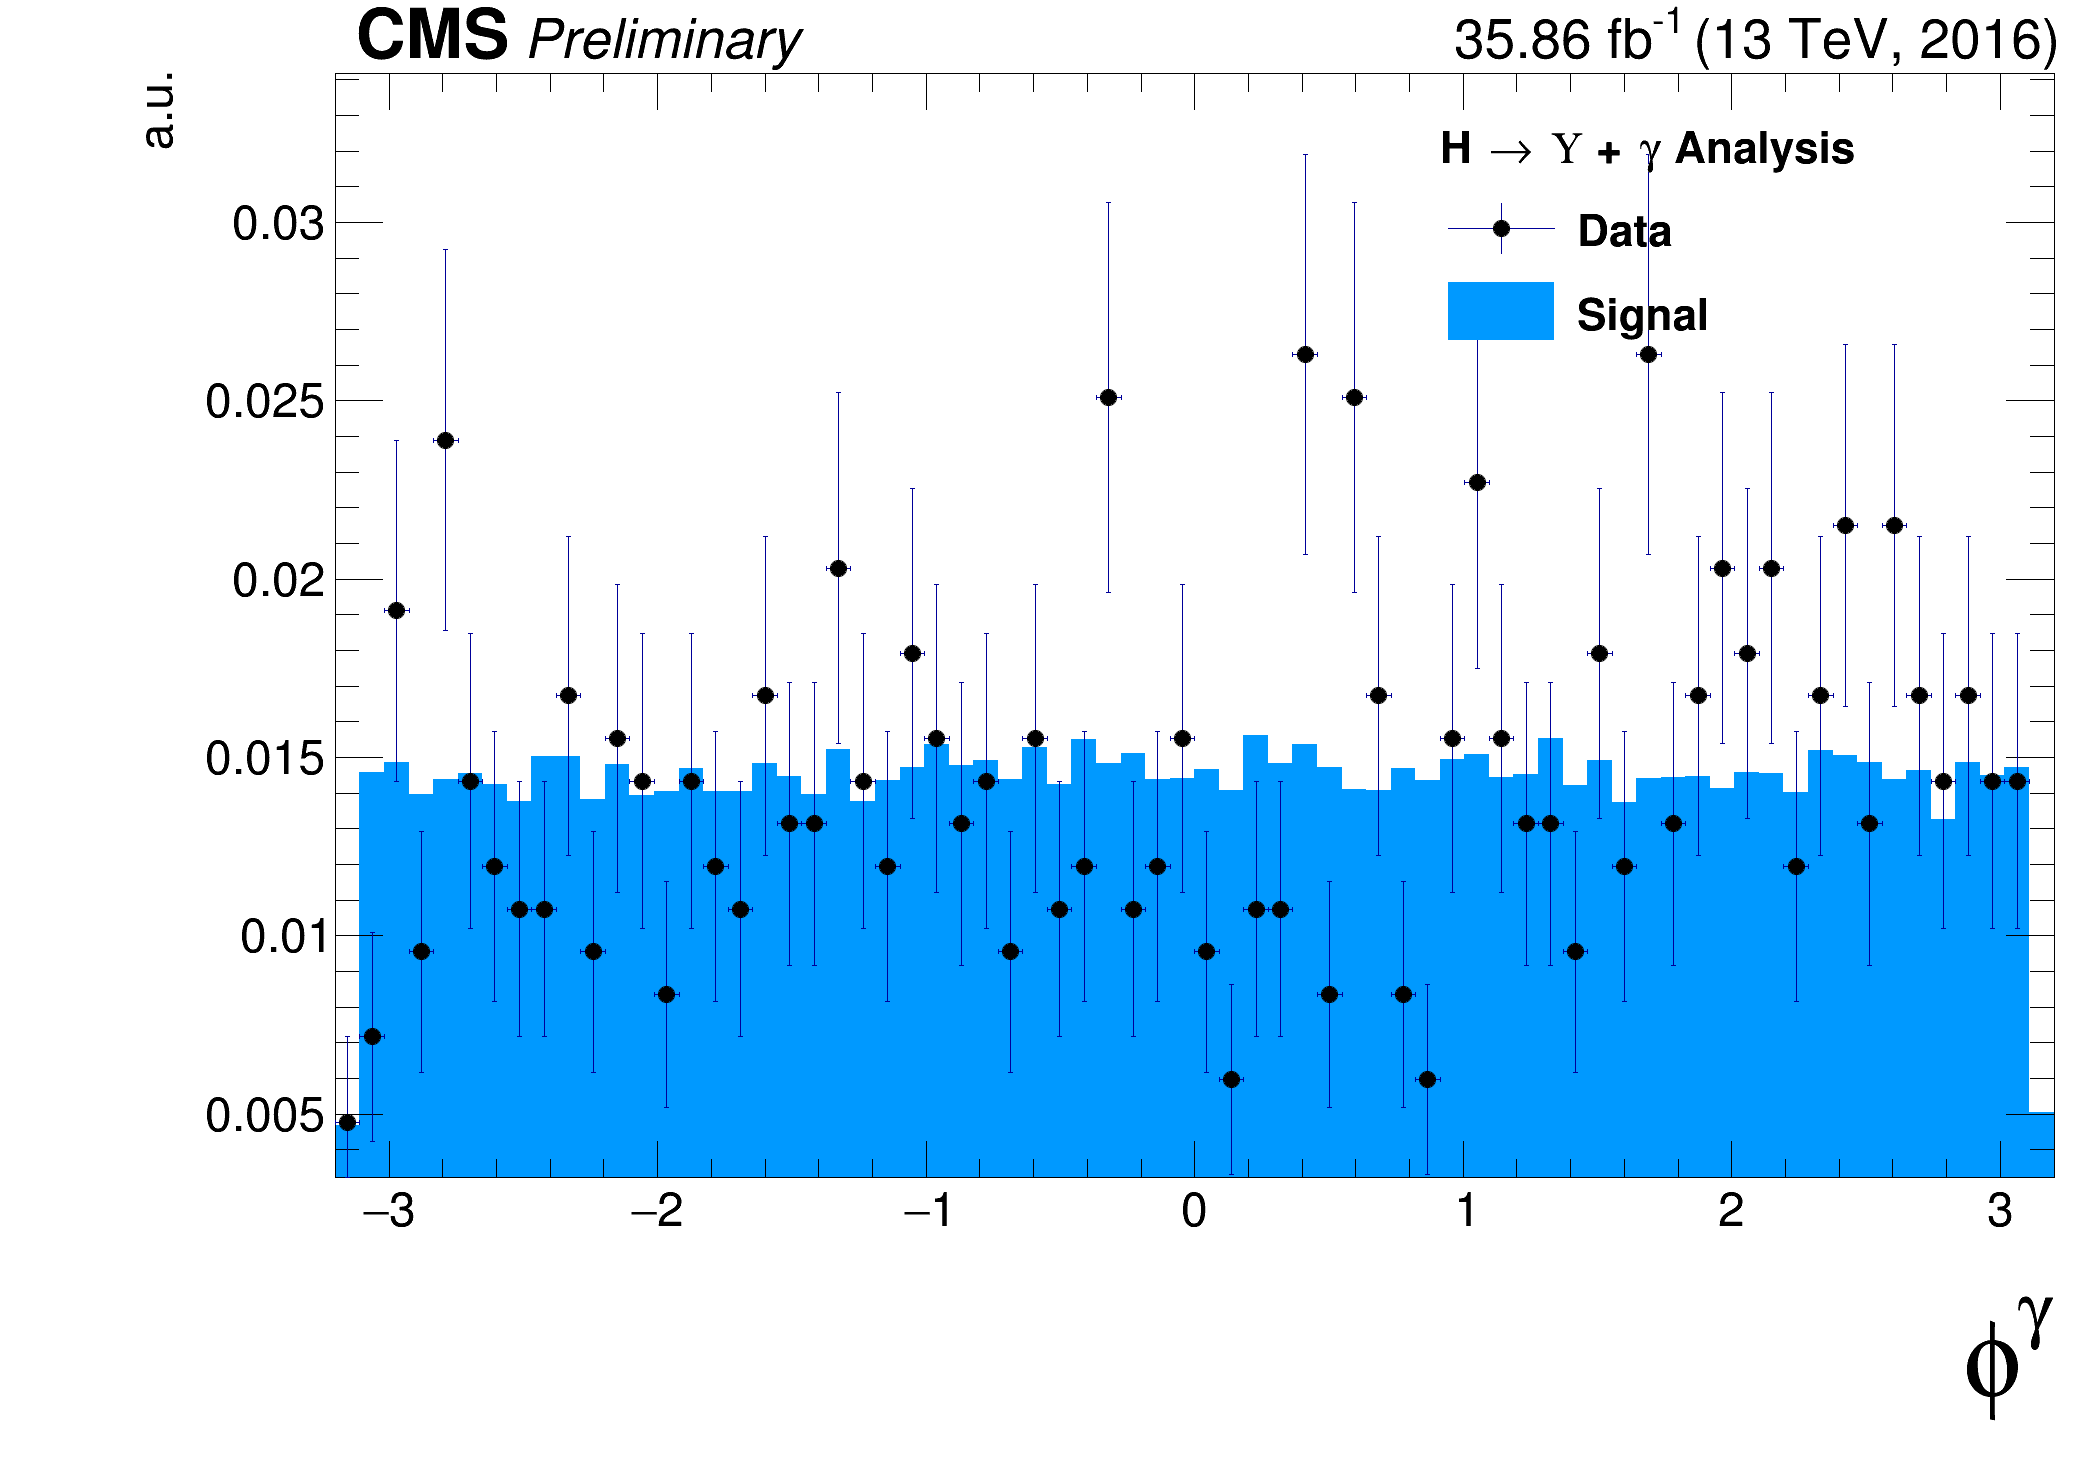 CMS Preliminary
35.86 fb⁻¹ (13 TeV, 2016)
a.u.
H → Υ + γ Analysis
Data
Signal
0.03
0.025
0.02
0.015
0.01
0.005
−3 −2 −1 0 1 2 3
ϕ^γ